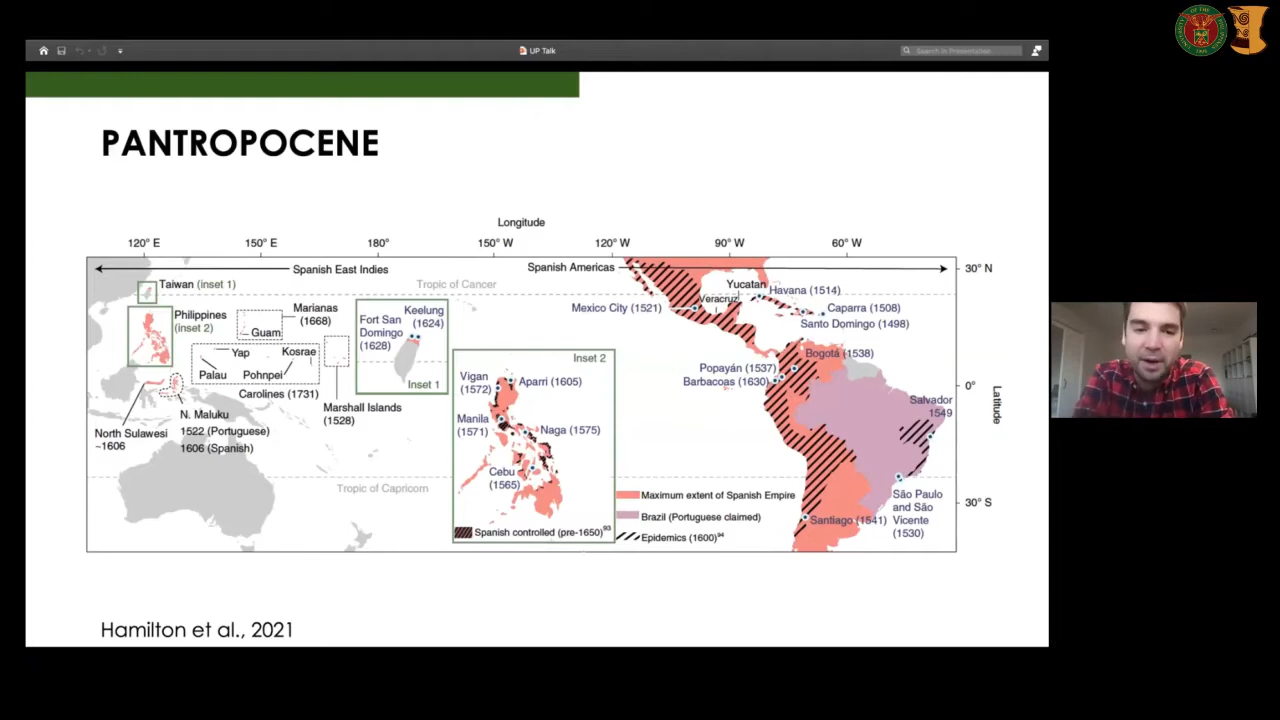 UP Talk
Search in Presentation
PANTROPOCENE
Longitude
120° E
150° E
180°
150° W
120° W
90° W
60° W
Spanish East Indies
Spanish Americas
30° N
Taiwan (inset 1)
Tropic of Cancer
Yucatan
Havana (1514)
Veracruz
Philippines
(inset 2)
Marianas
(1668)
Guam
Keelung
(1624)
Fort San
Domingo
(1628)
Mexico City (1521)
Caparra (1508)
Santo Domingo (1498)
Yap
Kosrae
Palau
Pohnpei
Carolines (1731)
Inset 1
Inset 2
Bogotá (1538)
Popayán (1537)
Barbacoas (1630)
0°
Latitude
Marshall Islands
(1528)
Vigan
(1572)
Aparri (1605)
Salvador
1549
N. Maluku
1522 (Portuguese)
1606 (Spanish)
North Sulawesi
~1606
Manila
(1571)
Naga (1575)
Cebu
(1565)
Tropic of Capricorn
Maximum extent of Spanish Empire
Brazil (Portuguese claimed)
Epidemics (1600)94
Spanish controlled (pre-1650)93
Santiago (1541)
São Paulo
and São
Vicente
(1530)
30° S
Hamilton et al., 2021